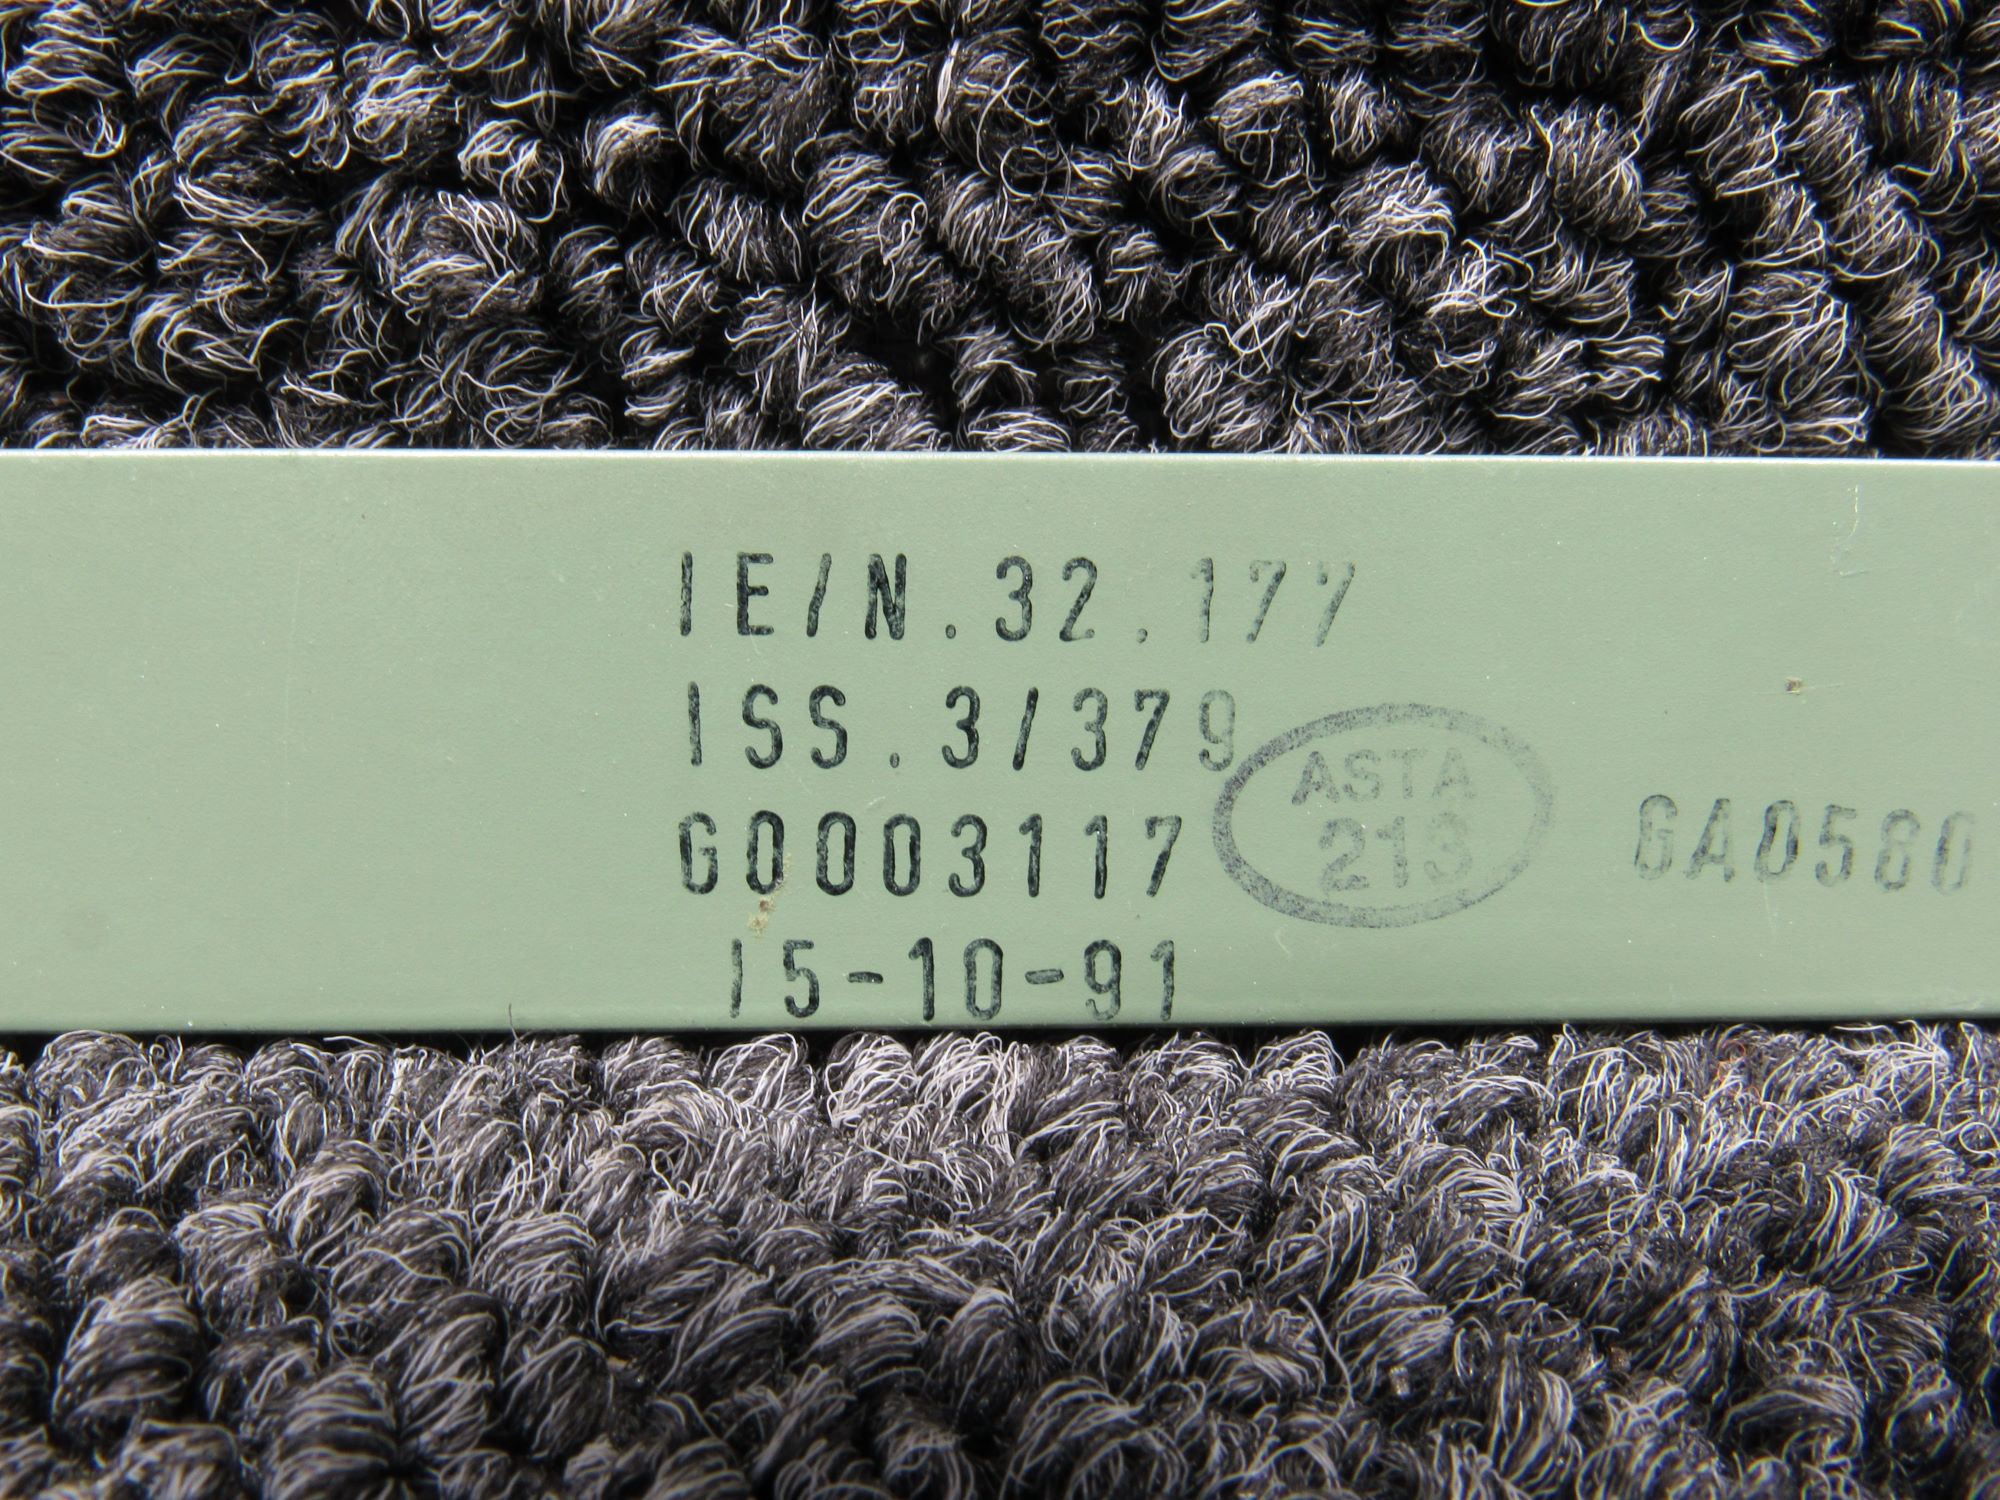 IE/N.32.177
ISS.3/379
G0003117
15-10-91
ASTA
213
GA0580